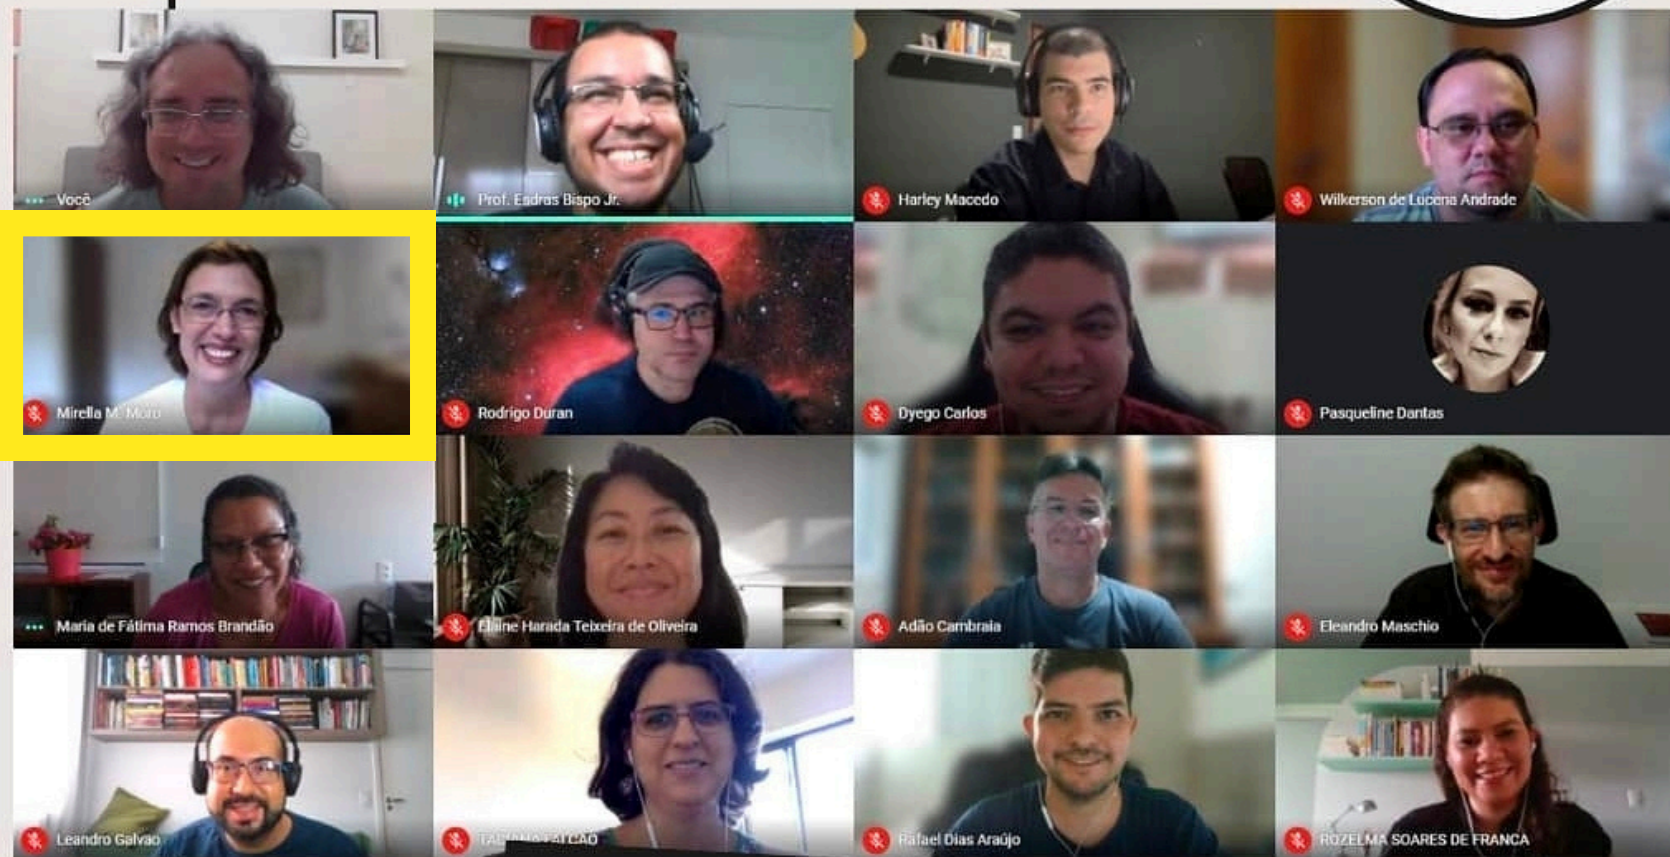 Você
Prof. Esdras Bispo Jr.
Harley Macedo
Wilkerson de Lucena Andrade
Mirella M. Moro
Rodrigo Duran
Dyego Carlos
Pasqueline Dantas
Maria de Fátima Ramos Brandão
Elaine Harada Teixeira de Oliveira
Adão Cambraia
Eleandro Maschio
Leandro Galvão
TACIANA FALCÃO
Rafael Dias Araújo
ROZELMA SOARES DE FRANCA